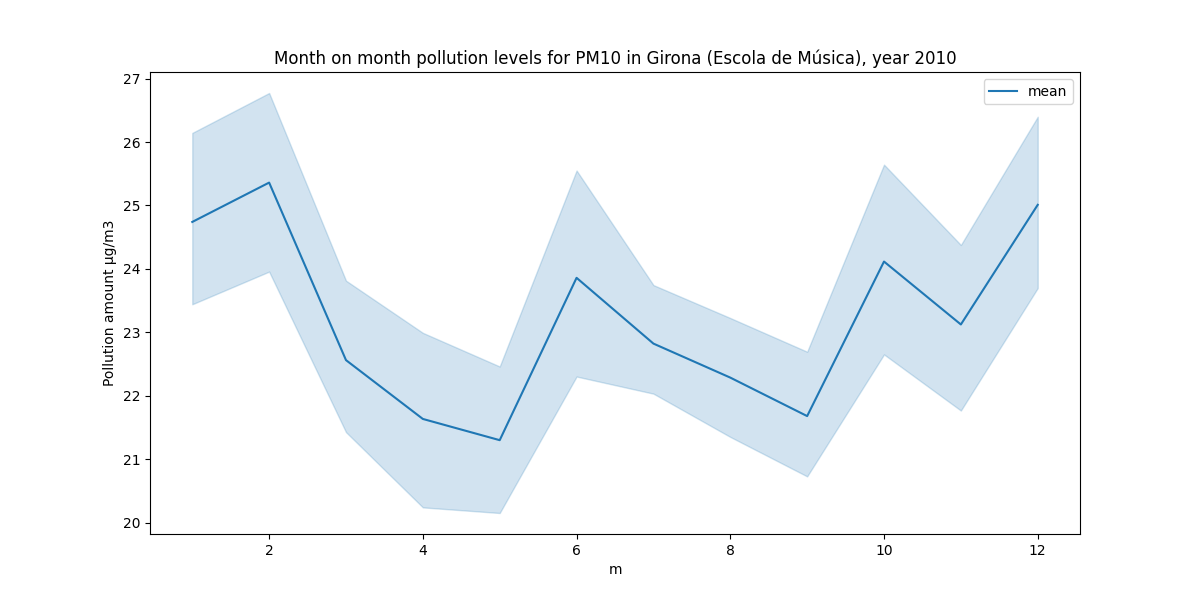 Month on month pollution levels for PM10 in Girona (Escola de Música), year 2010
mean
27
26
25
24
23
22
21
20
Pollution amount µg/m3
2 4 6 8 10 12
m